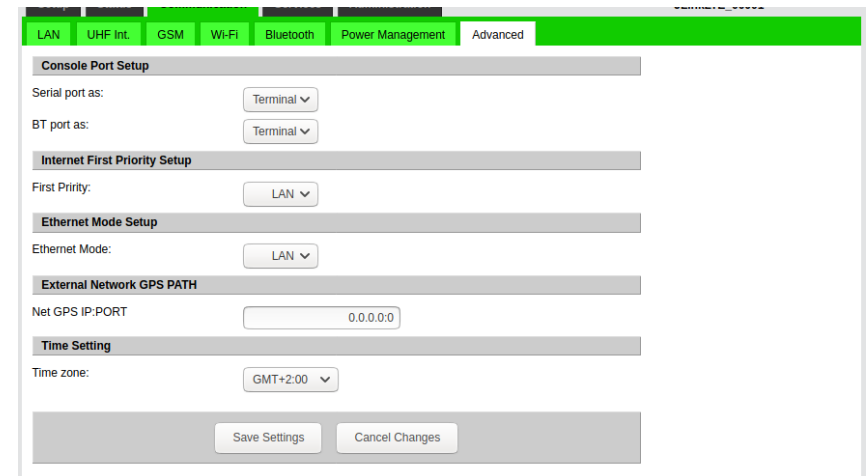 LAN UHF Int. GSM Wi-Fi Bluetooth Power Management Advanced
Console Port Setup
Serial port as: Terminal
BT port as: Terminal
Internet First Priority Setup
First Pririty: LAN
Ethernet Mode Setup
Ethernet Mode: LAN
External Network GPS PATH
Net GPS IP:PORT 0.0.0.0:0
Time Setting
Time zone: GMT+2:00
Save Settings Cancel Changes